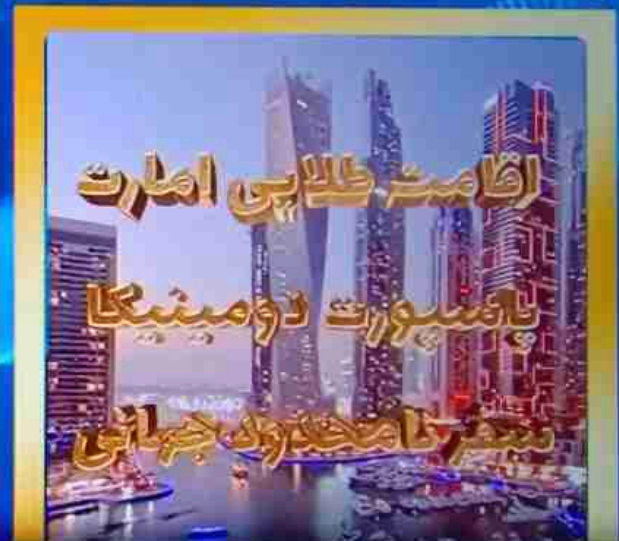 اقامت طلایی امارت
پاسپورت دومینیکا
سفر نامحدود جهانی